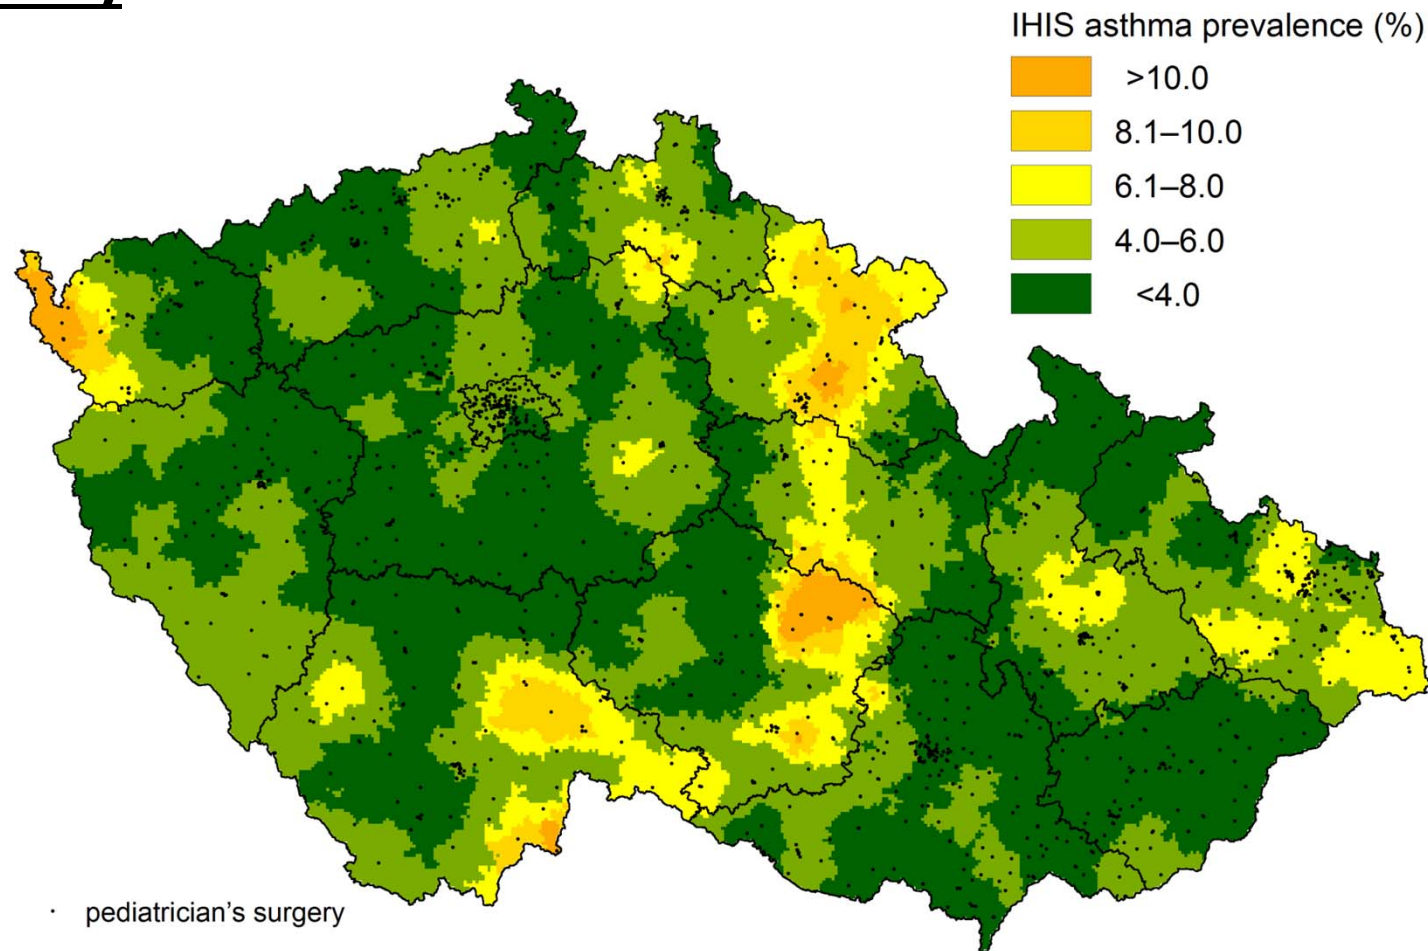 IHIS asthma prevalence (%)
>10.0
8.1–10.0
6.1–8.0
4.0–6.0
<4.0
pediatrician's surgery